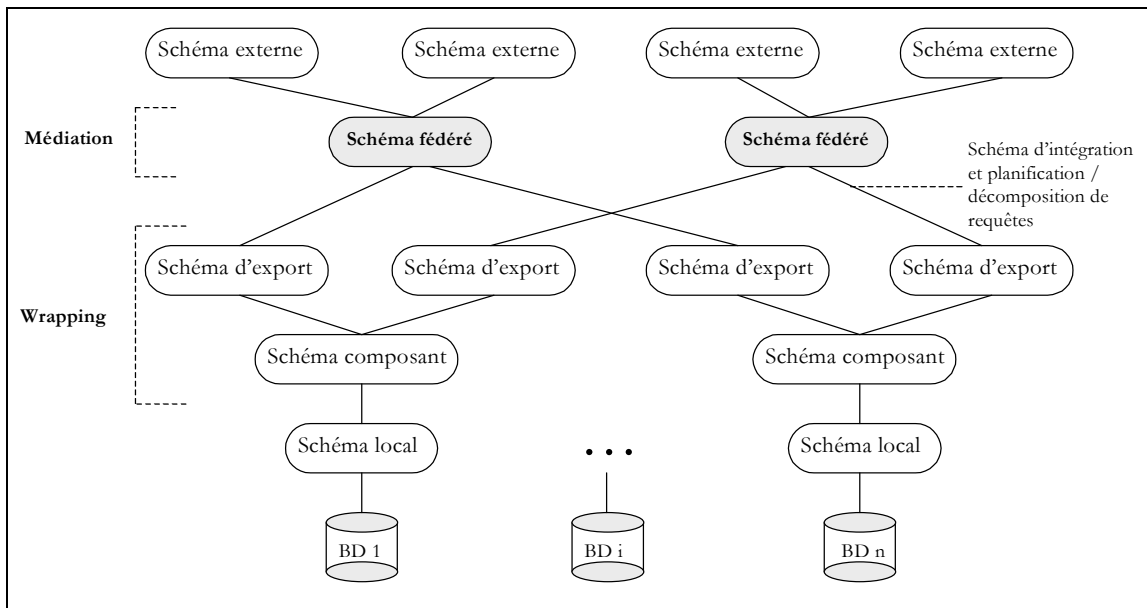 Schéma externe
Schéma externe
Schéma externe
Schéma externe
Médiation
Schéma fédéré
Schéma fédéré
Schéma d'intégration
et planification /
décomposition de
requêtes
Schéma d'export
Schéma d'export
Schéma d'export
Schéma d'export
Wrapping
Schéma composant
Schéma composant
Schéma local
...
Schéma local
BD 1
BD i
BD n